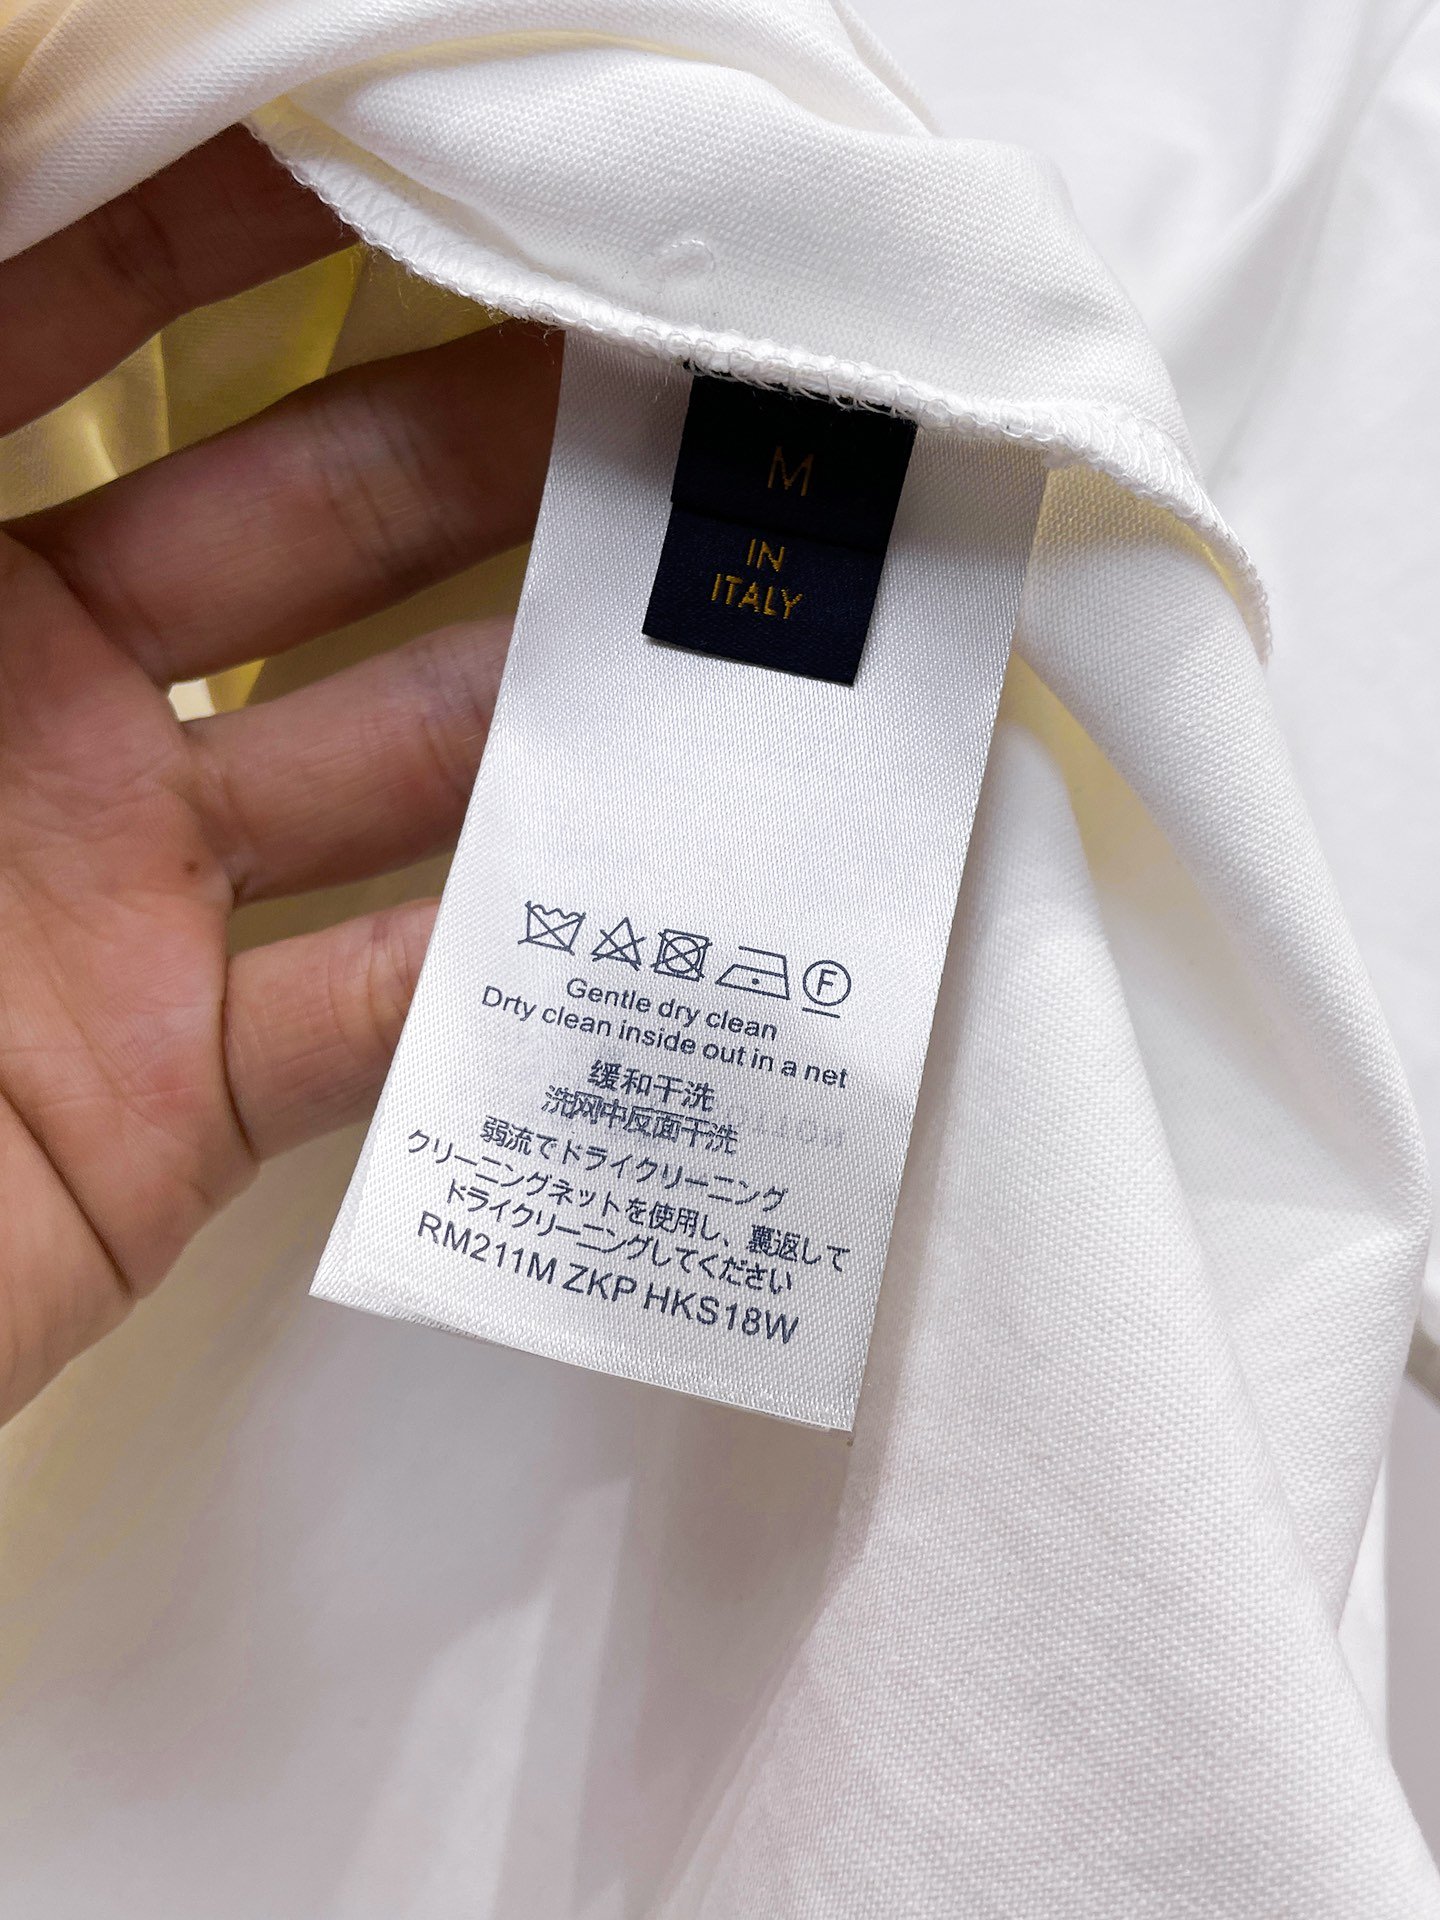 M
IN
ITALY
F
Gentle dry clean
Drty clean inside out in a net
缓和干洗
洗网中反面干洗
弱流でドライクリーニング
クリーニングネットを使用し、裏返して
ドライクリーニングしてください
RM211M ZKP HKS18W